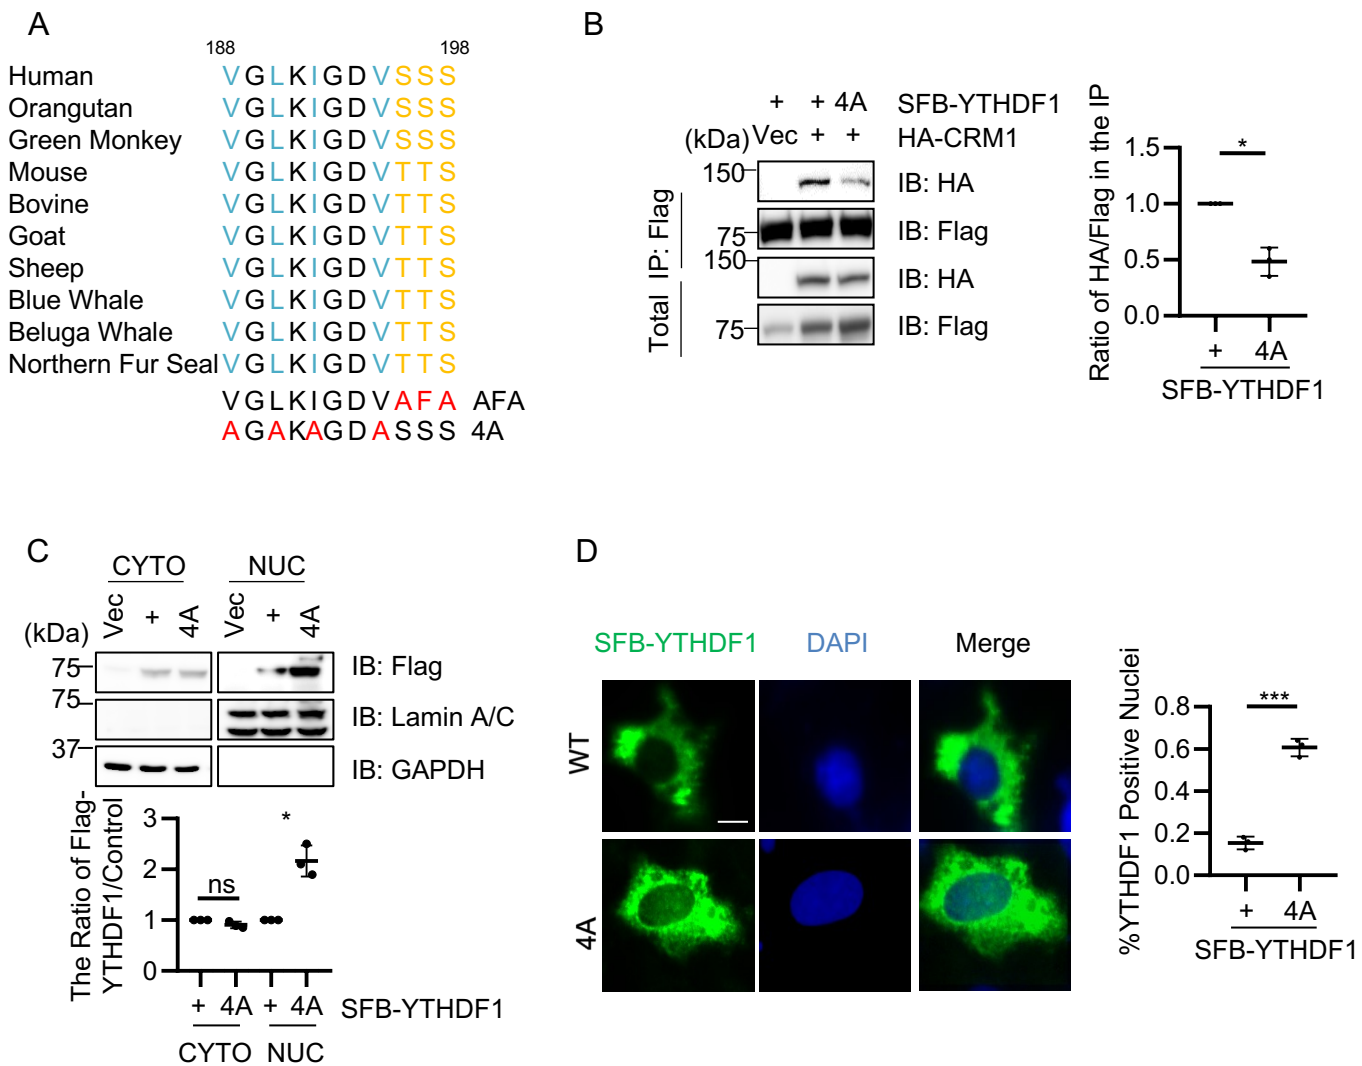 A
188 198
Human VGLKIGDVSSS
Orangutan VGLKIGDVSSS
Green Monkey VGLKIGDVSSS
Mouse VGLKIGDVTTS
Bovine VGLKIGDVTTS
Goat VGLKIGDVTTS
Sheep VGLKIGDVTTS
Blue Whale VGLKIGDVTTS
Beluga Whale VGLKIGDVTTS
Northern Fur Seal VGLKIGDVTTS
VGLKIGDVAFA AFA
AGAKAGDASSS 4A
B
+ + 4A SFB-YTHDF1
(kDa) Vec + + HA-CRM1
IP: Flag
150 IB: HA
75 IB: Flag
Total
150 IB: HA
75 IB: Flag
Ratio of HA/Flag in the IP
1.5
1.0
0.5
0.0
*
+ 4A
SFB-YTHDF1
C
CYTO NUC
(kDa) Vec + 4A Vec + 4A
75 IB: Flag
75 IB: Lamin A/C
37 IB: GAPDH
The Ratio of Flag-
YTHDF1/Control
3
2
1
0
ns *
+ 4A + 4A SFB-YTHDF1
CYTO NUC
D
SFB-YTHDF1 DAPI Merge
WT
4A
%YTHDF1 Positive Nuclei
0.8
0.6
0.4
0.2
0.0
***
+ 4A
SFB-YTHDF1